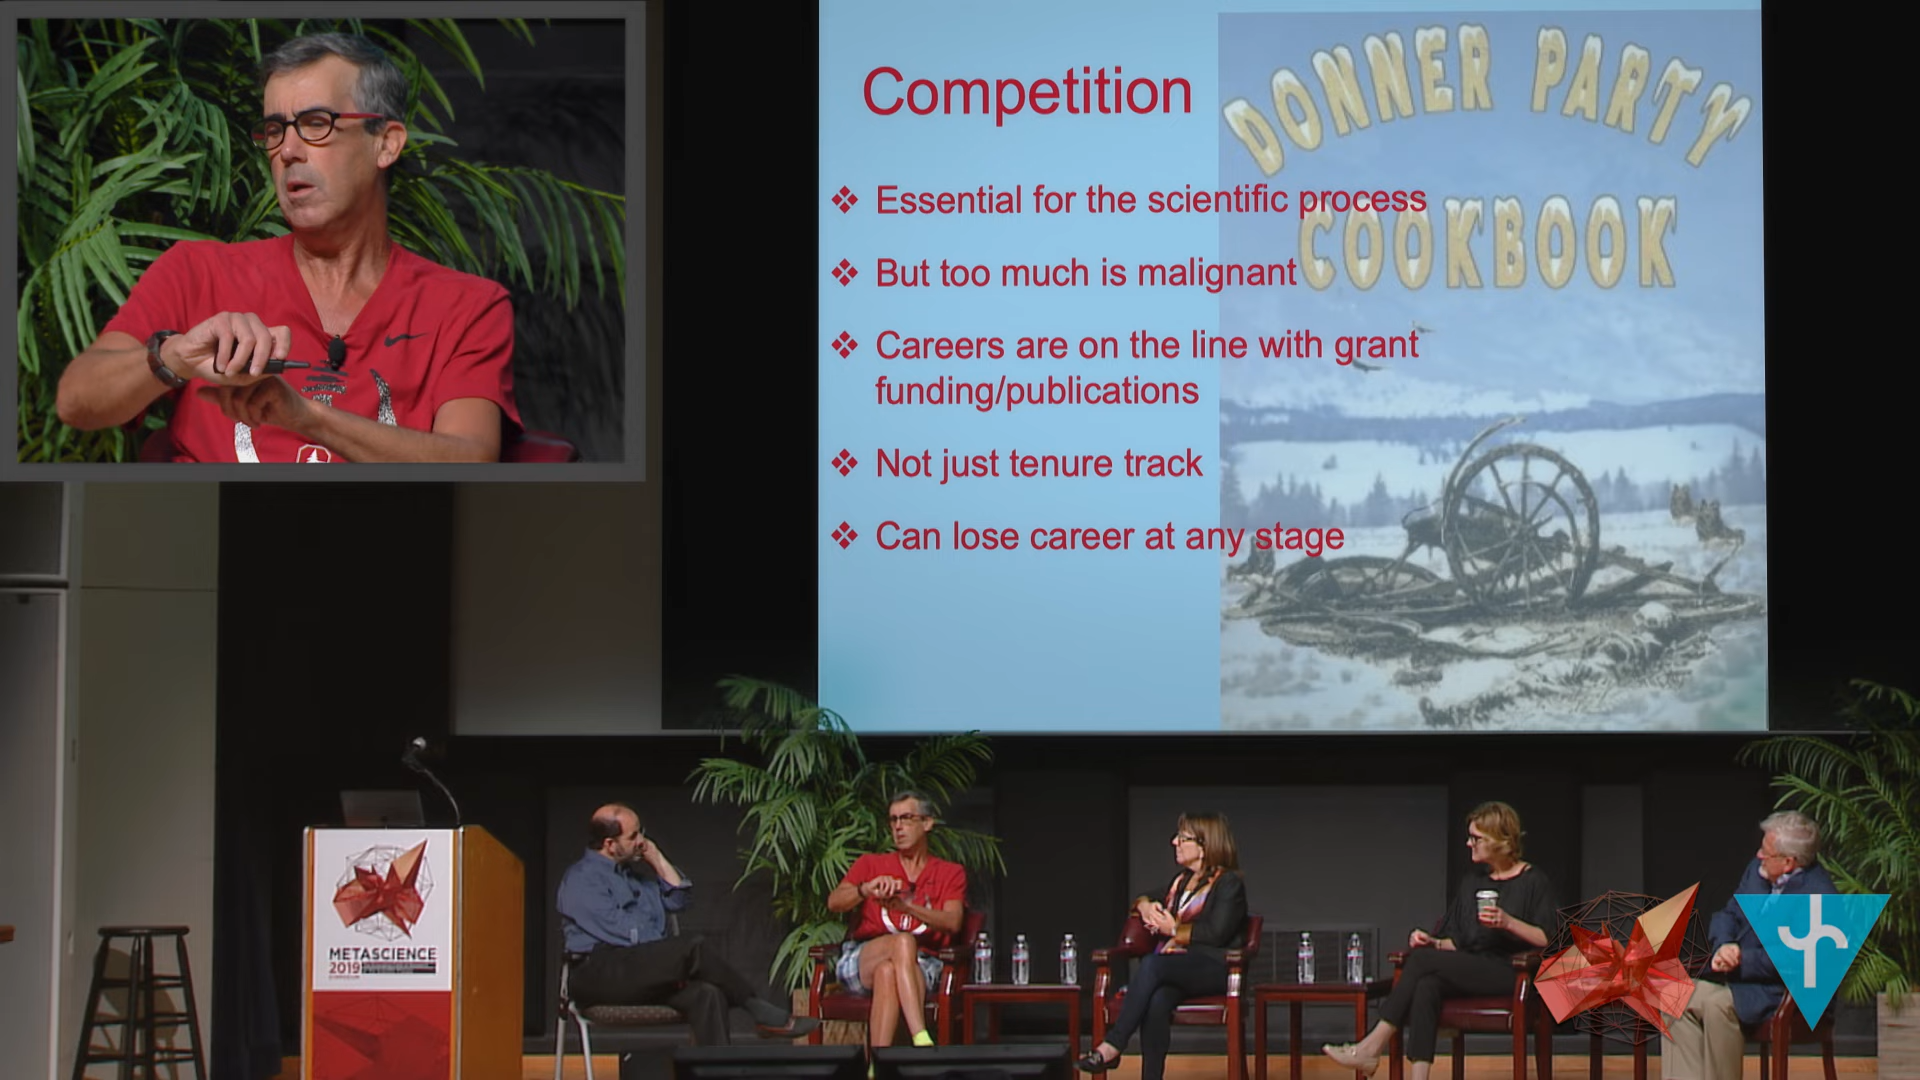 Competition
❖ Essential for the scientific process
❖ But too much is malignant
❖ Careers are on the line with grant
funding/publications
❖ Not just tenure track
❖ Can lose career at any stage
DONNER PARTY
COOKBOOK
METASCIENCE
2019
SYMPOSIUM